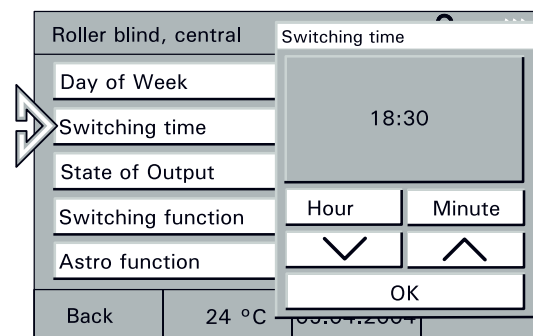 Roller blind, central
Day of Week
Switching time
State of Output
Switching function
Astro function
Back
24 ºC
Switching time
18:30
Hour
Minute
OK